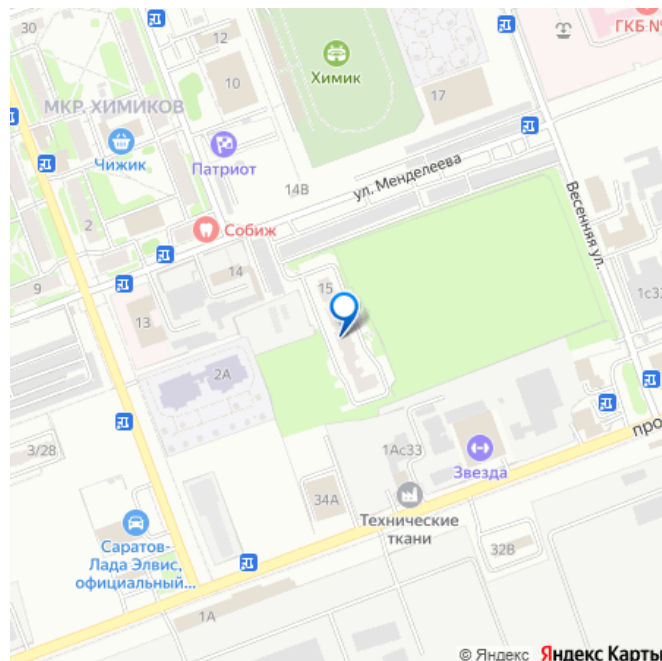 30
12
ГКБ №
Химик
10
17
МКР. ХИМИКОВ
Чижик
Патриот
14В
ул. Менделеева
2
Собиж
Весенняя ул.
14
9
15
1с33
13
2А
3/28
1Ас33
Звезда
про
34А
Технические
ткани
Саратов-
Лада Элвис,
официальный...
32В
1А
© Яндекс Яндекс Карты